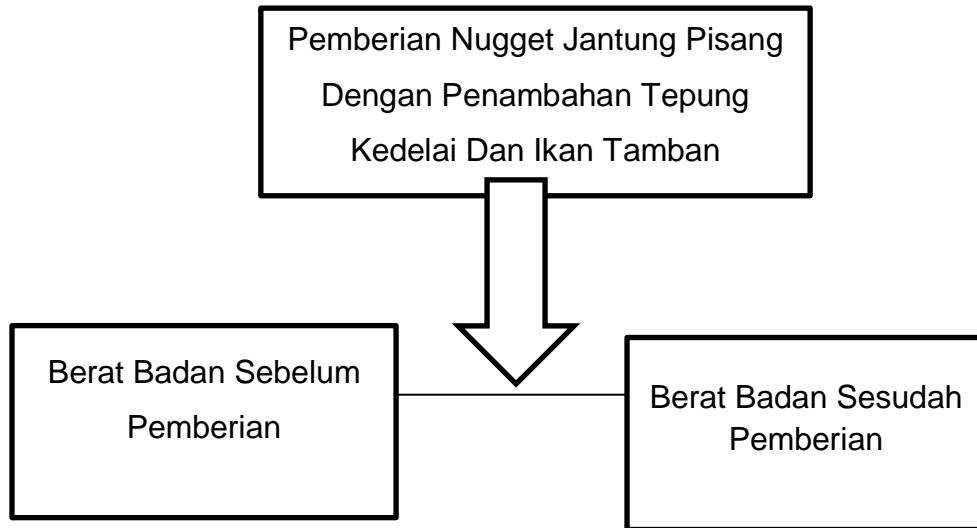 Pemberian Nugget Jantung Pisang
Dengan Penambahan Tepung
Kedelai Dan Ikan Tamban
Berat Badan Sebelum
Pemberian
Berat Badan Sesudah
Pemberian